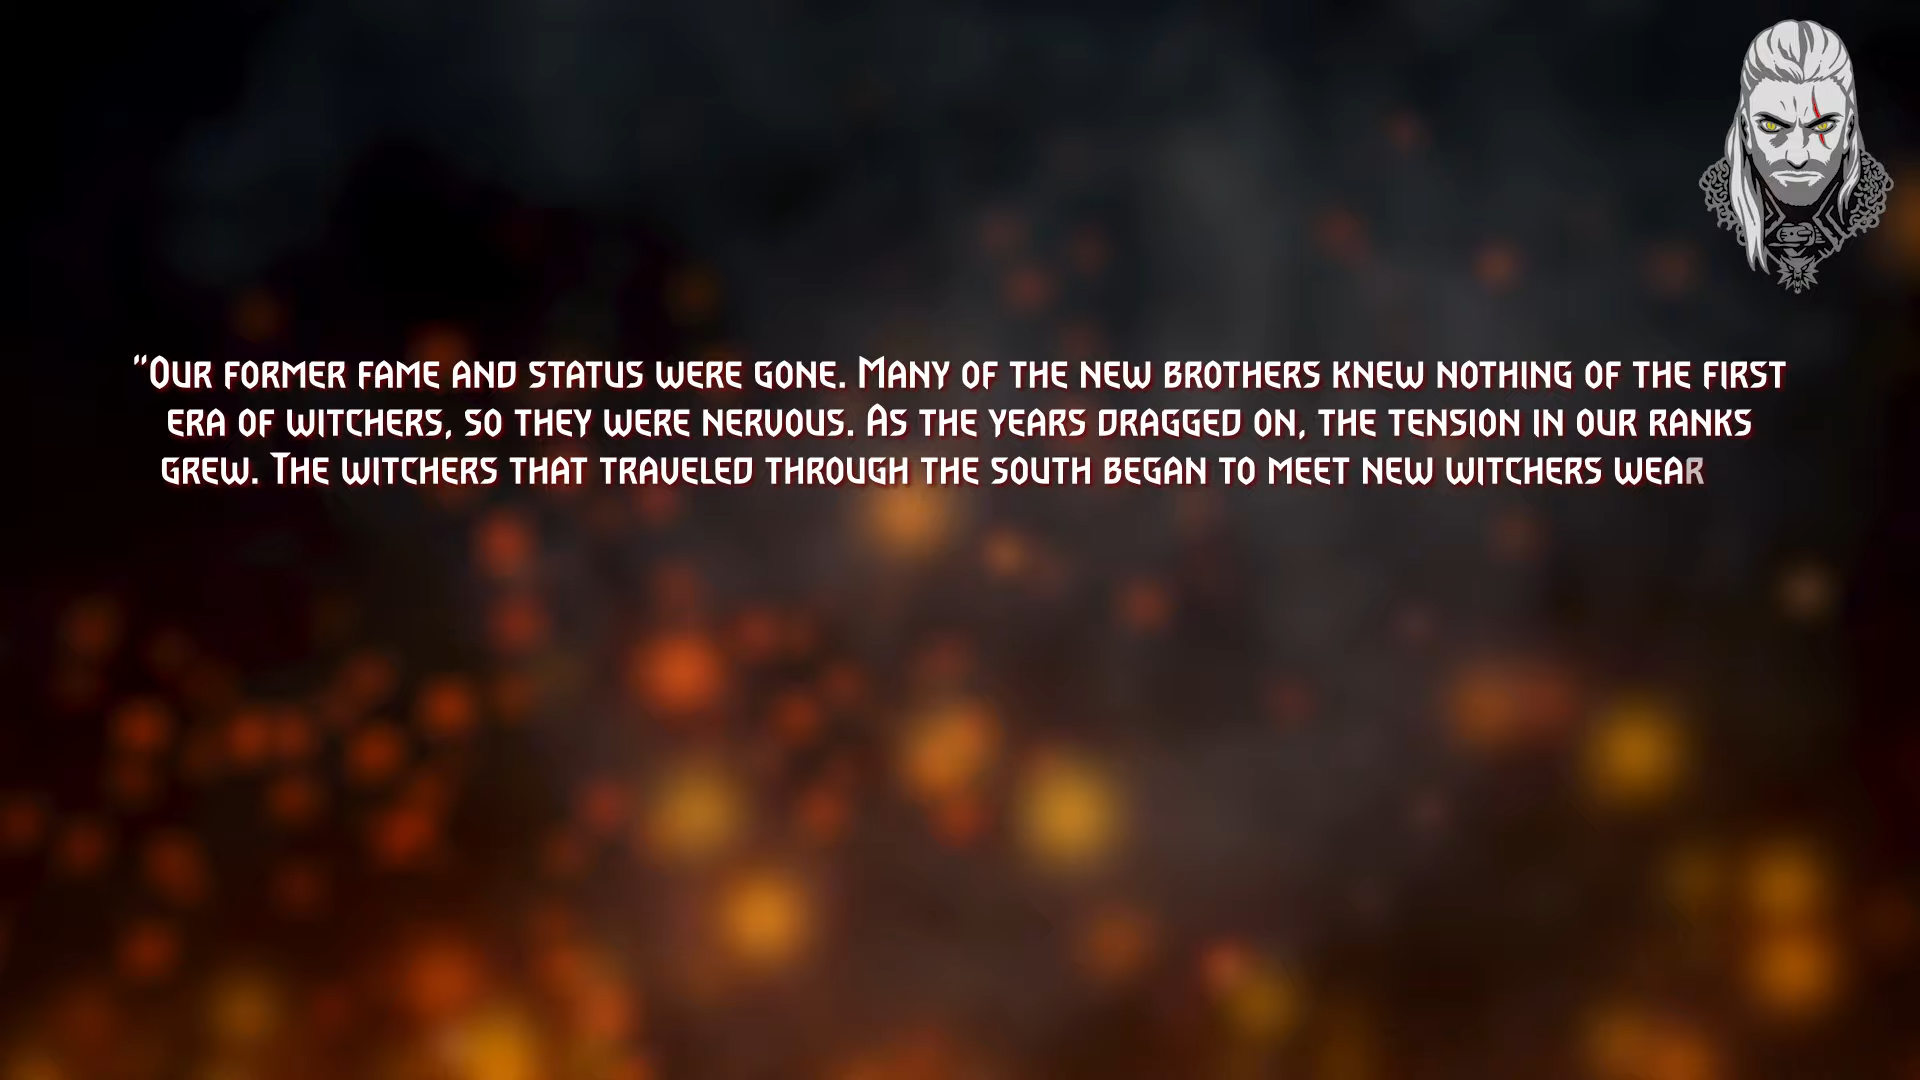 "Our former fame and status were gone. Many of the new brothers knew nothing of the first
era of witchers, so they were nervous. As the years dragged on, the tension in our ranks
grew. The witchers that traveled through the south began to meet new witchers wear